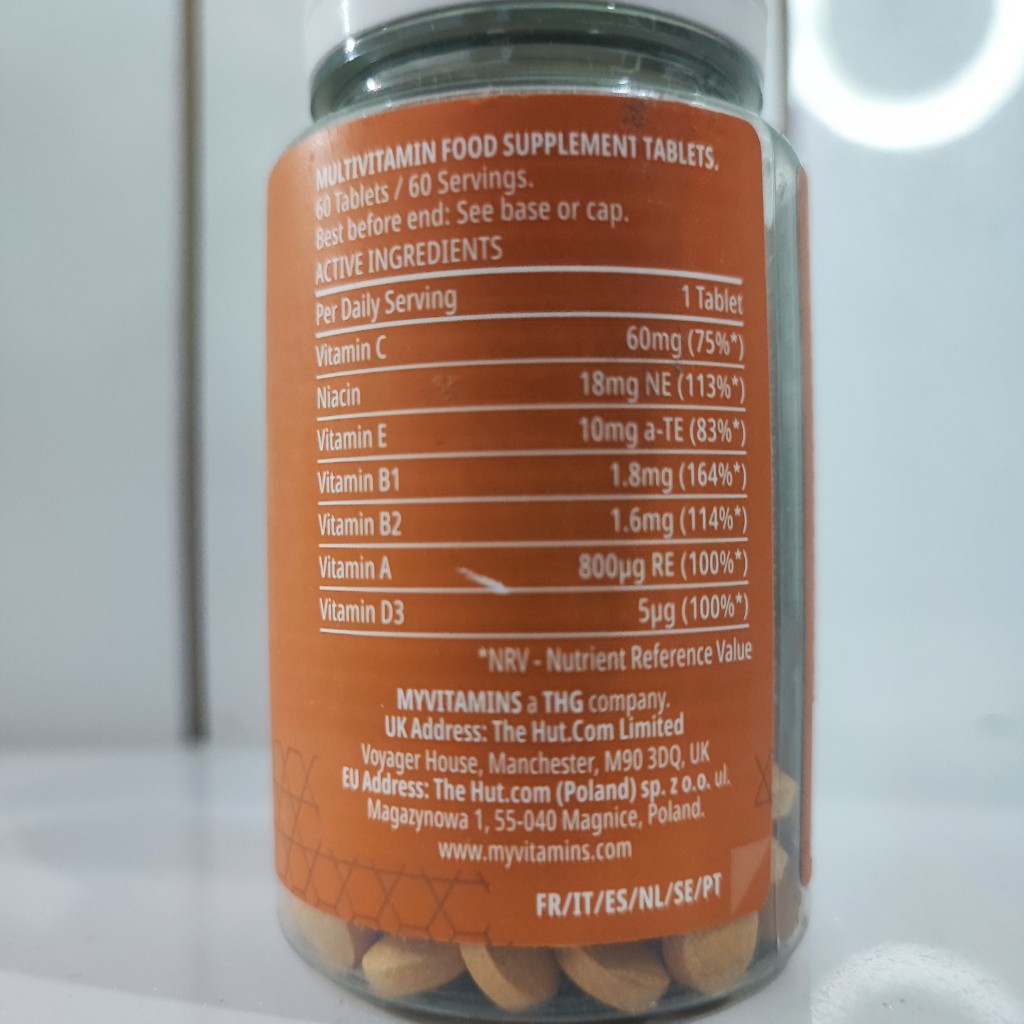 MULTIVITAMIN FOOD SUPPLEMENT TABLETS.
60 Tablets / 60 Servings.
Best before end: See base or cap.
ACTIVE INGREDIENTS
Per Daily Serving 1 Tablet
Vitamin C 60mg (75%*)
Niacin 18mg NE (113%*)
Vitamin E 10mg a-TE (83%*)
Vitamin B1 1.8mg (164%*)
Vitamin B2 1.6mg (114%*)
Vitamin A 800µg RE (100%*)
Vitamin D3 5µg (100%*)
*NRV - Nutrient Reference Value
MYVITAMINS a THG company.
UK Address: The Hut.Com Limited
Voyager House, Manchester, M90 3DQ, UK
EU Address: The Hut.com (Poland) sp. z o.o. ul.
Magazynowa 1, 55-040 Magnice, Poland.
www.myvitamins.com
FR/IT/ES/NL/SE/PT